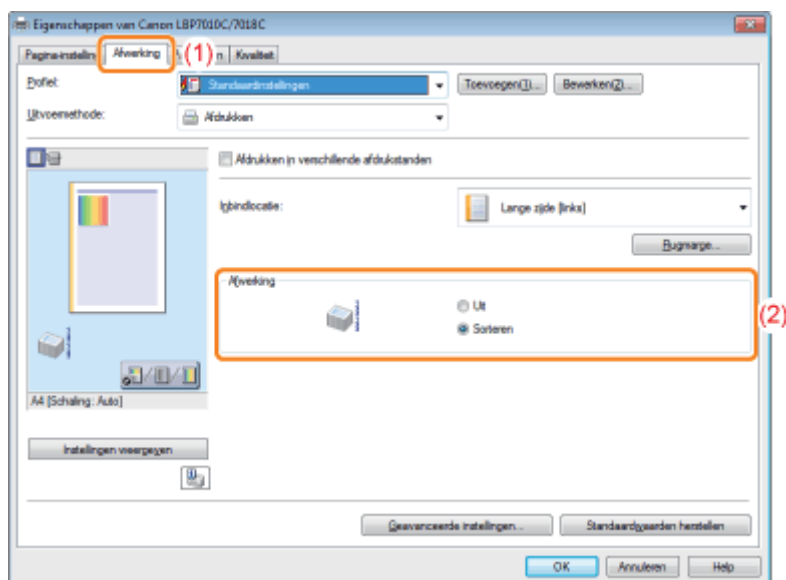 Eigenschappen van Canon LBP7010C/7018C
Pagina-instellin Afwerking (1) n Kwaliteit
Profiel: Standaardinstellingen Toevoegen(1)... Bewerken(2)...
Uitvoermethode: Afdrukken
Afdrukken in verschillende afdrukstanden
Inbindlocatie: Lange zijde [links]
Rugmarge...
Afwerking
Uit
(2)
Sorteren
A4 [Schaling: Auto]
Instellingen weergeven
Geavanceerde instellingen... Standaardwaarden herstellen
OK Annuleren Help